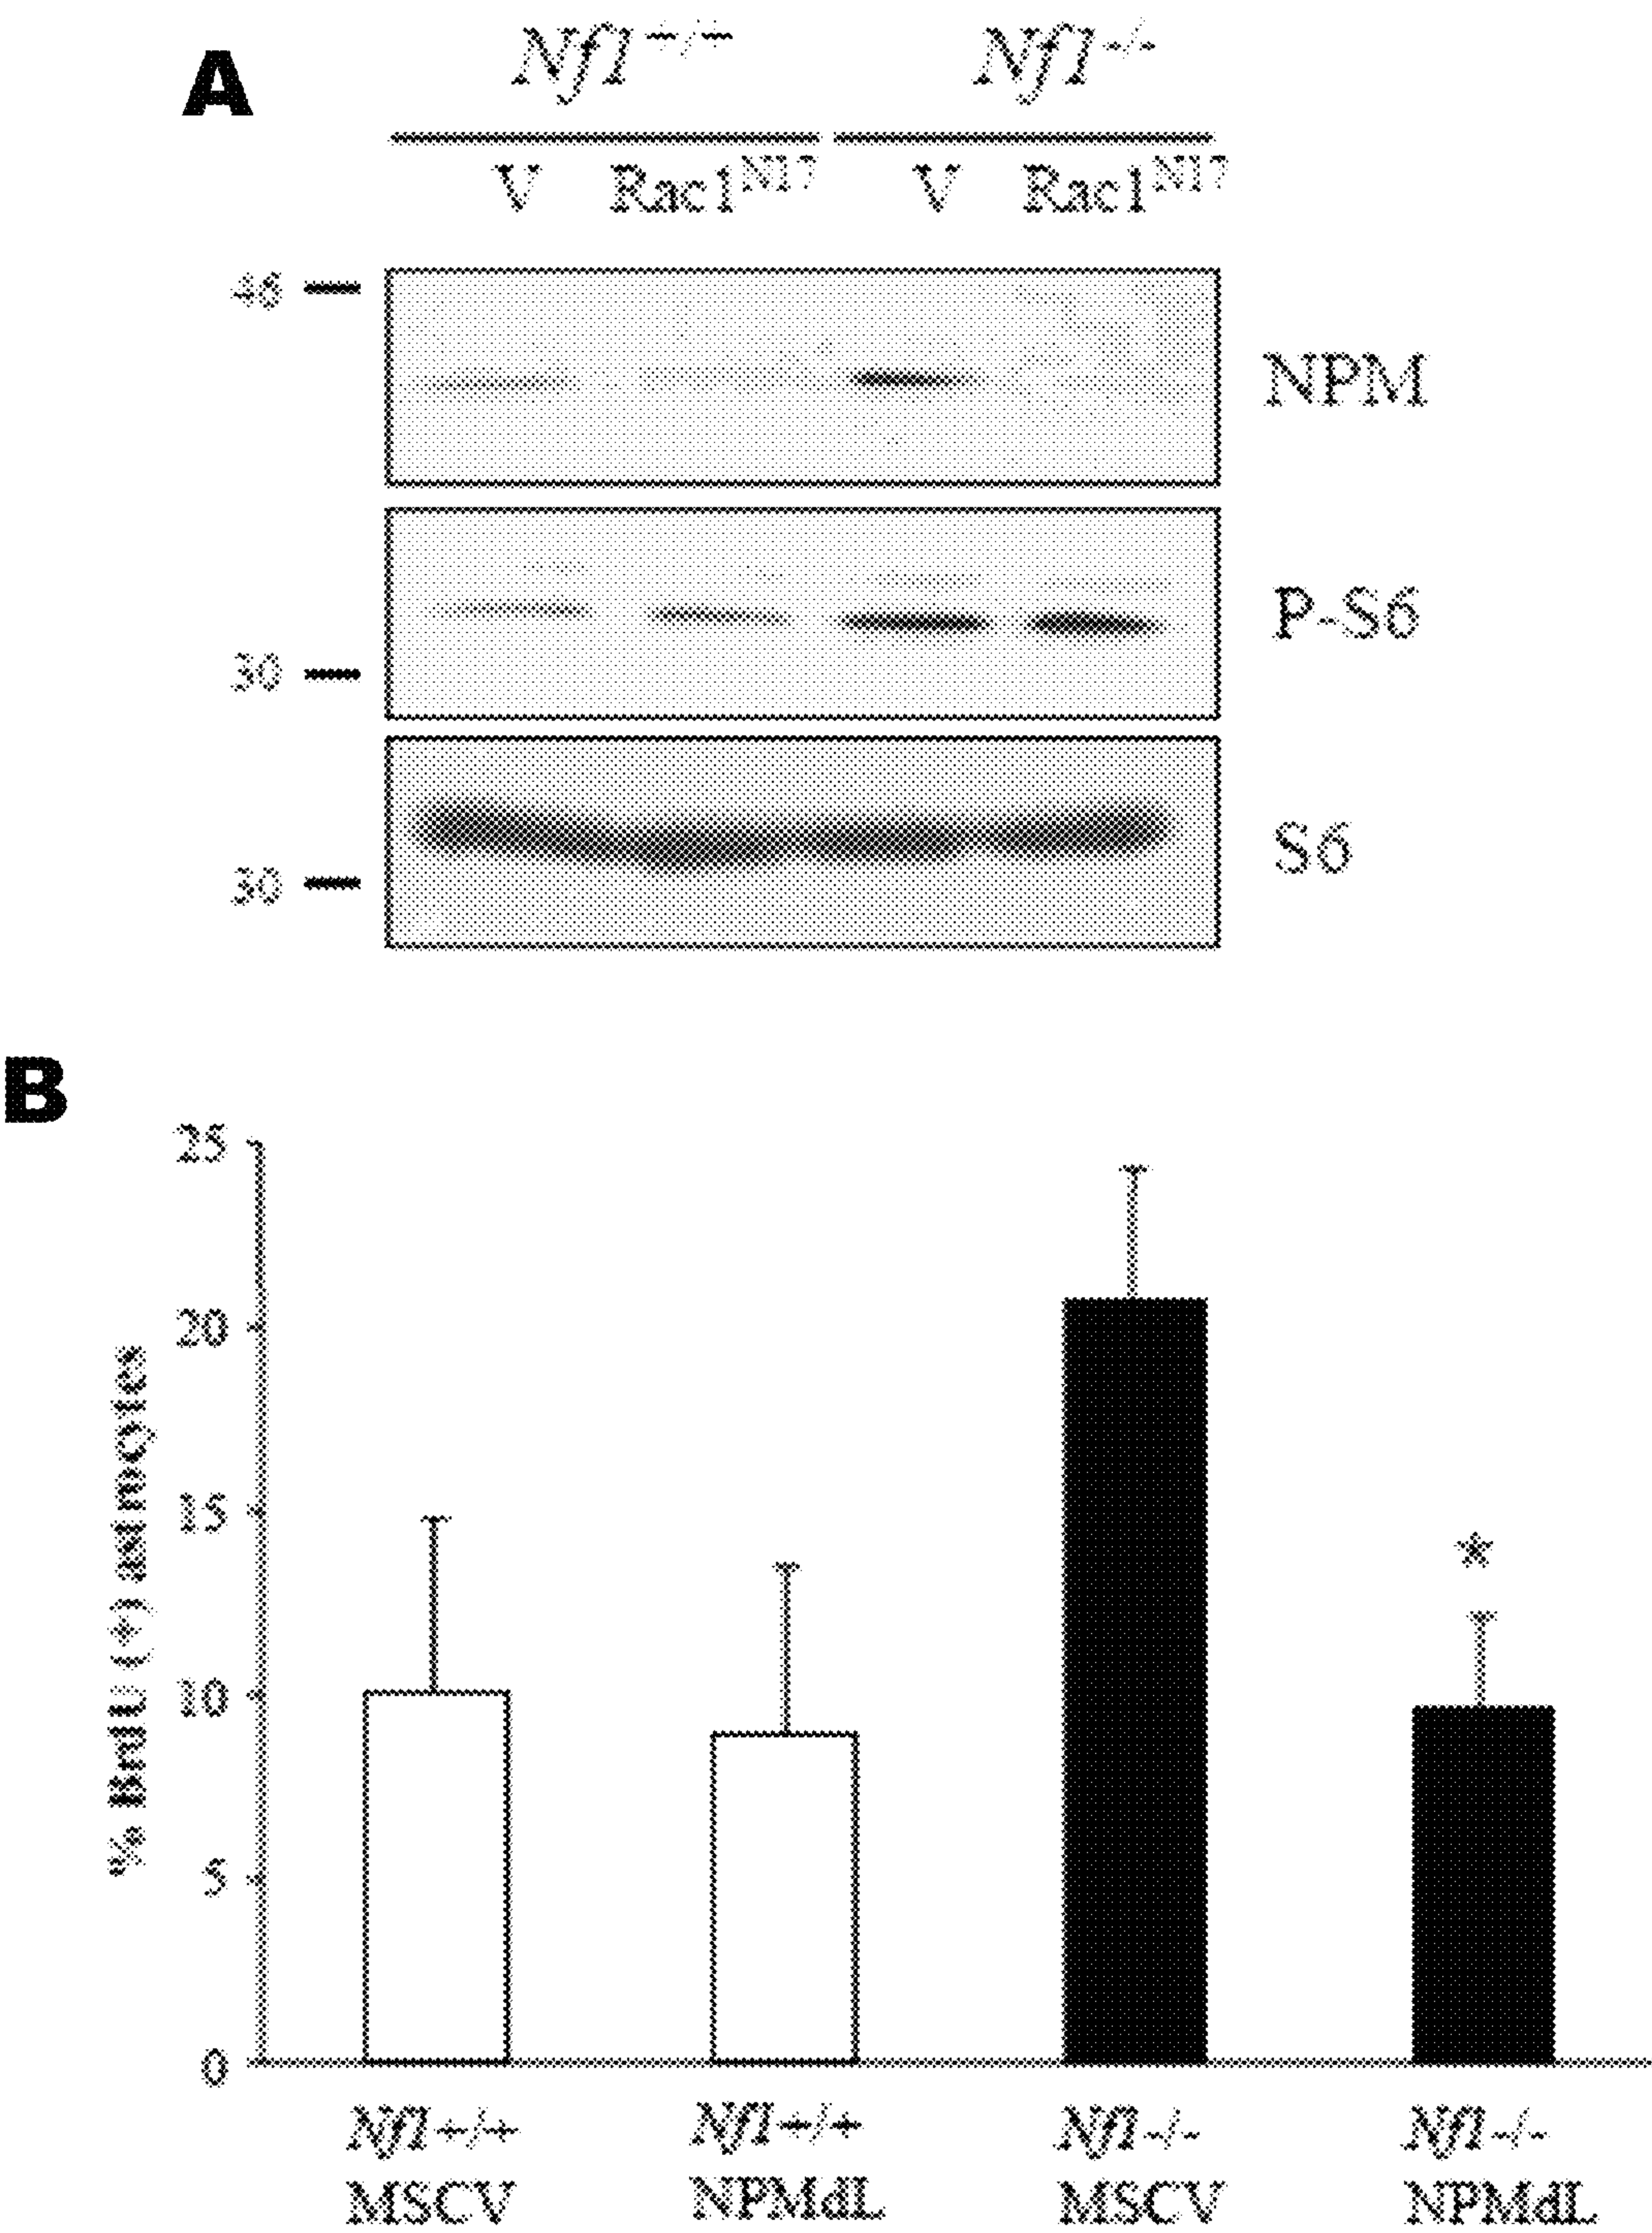 A
Nf1 +/+ Nf1 -/-
V Rac1N17 V Rac1N17
46
NPM
P-S6
30
S6
30
B
% BrdU (+) astrocytes
25
20
15
10
5
0
*
Nf1+/+ Nf1+/+ Nf1-/- Nf1-/-
MSCV NPMdL MSCV NPMdL